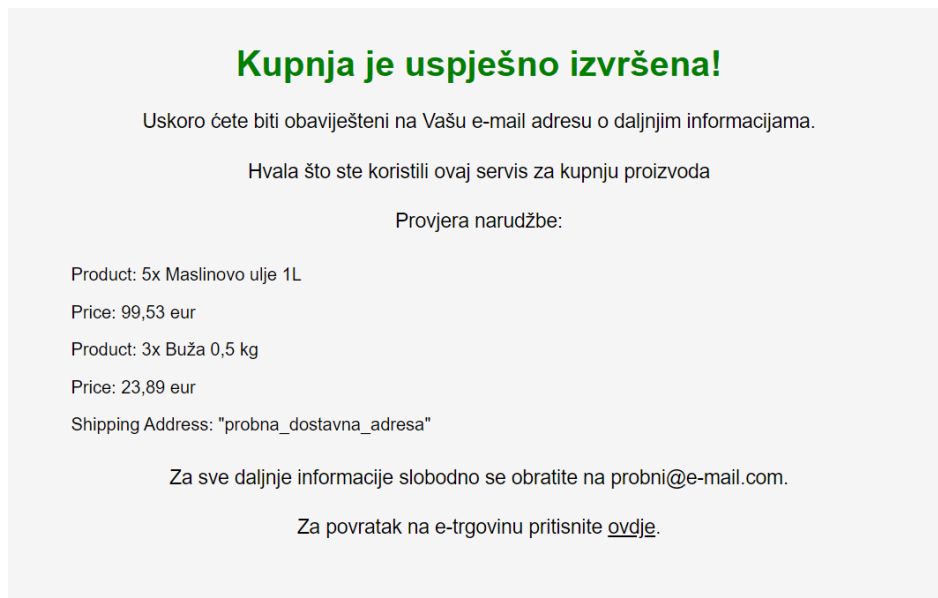 Kupnja je uspješno izvršena!
Uskoro ćete biti obaviješteni na Vašu e-mail adresu o daljnjim informacijama.
Hvala što ste koristili ovaj servis za kupnju proizvoda
Provjera narudžbe:
Product: 5x Maslinovo ulje 1L
Price: 99,53 eur
Product: 3x Buža 0,5 kg
Price: 23,89 eur
Shipping Address: "probna_dostavna_adresa"
Za sve daljnje informacije slobodno se obratite na probni@e-mail.com.
Za povratak na e-trgovinu pritisnite ovdje.